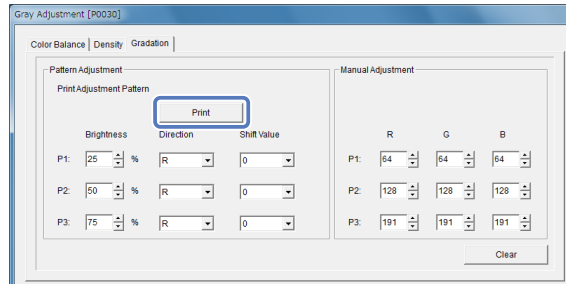 Gray Adjustment [P0030]
Color Balance Density Gradation
Pattern Adjustment
Print Adjustment Pattern
Print
Brightness Direction Shift Value
P1: 25 % R 0
P2: 50 % R 0
P3: 75 % R 0
Manual Adjustment
R G B
P1: 64 64 64
P2: 128 128 128
P3: 191 191 191
Clear